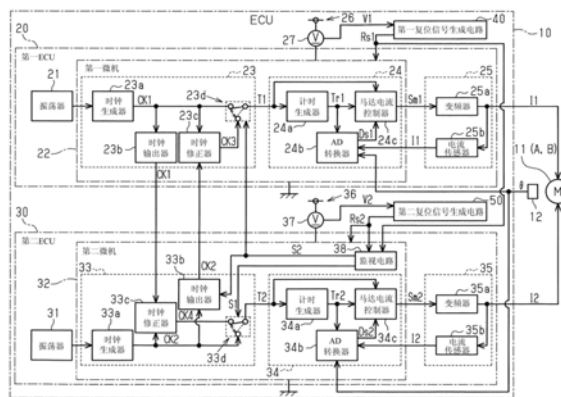 ECU
10
20
26
V1
40
27
第一复位信号生成电路
Rs1
第一ECU
第一微机
21
23a
23
23d
24
25
振荡器
时钟生成器
CK1
23c
T1
计时生成器
Tr1
马达电流控制器
Sm1
变频器
25a
I1
24a
Ds1
24c
25b
23b
时钟输出器
时钟修正器
CK3
24b
AD转换器
I1
电流传感器
22
CK1
θ
11 (A, B)
M
12
30
36
V2
50
37
第二复位信号生成电路
Rs2
第二ECU
第二微机
S2
38
监视电路
32
33
33b
CK2
时钟输出器
34
35
33c
时钟修正器
CK4
S1
T2
计时生成器
Tr2
马达电流控制器
Sm2
变频器
35a
I2
31
33a
34a
Ds2
34c
35b
振荡器
时钟生成器
CK2
33d
34b
AD转换器
I2
电流传感器
34